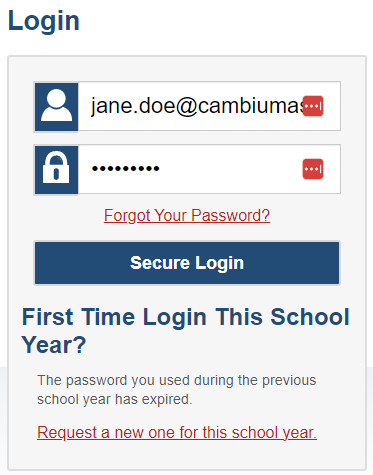 Login
jane.doe@cambiumas
•••••••••
Forgot Your Password?
Secure Login
First Time Login This School
Year?
The password you used during the previous
school year has expired.
Request a new one for this school year.